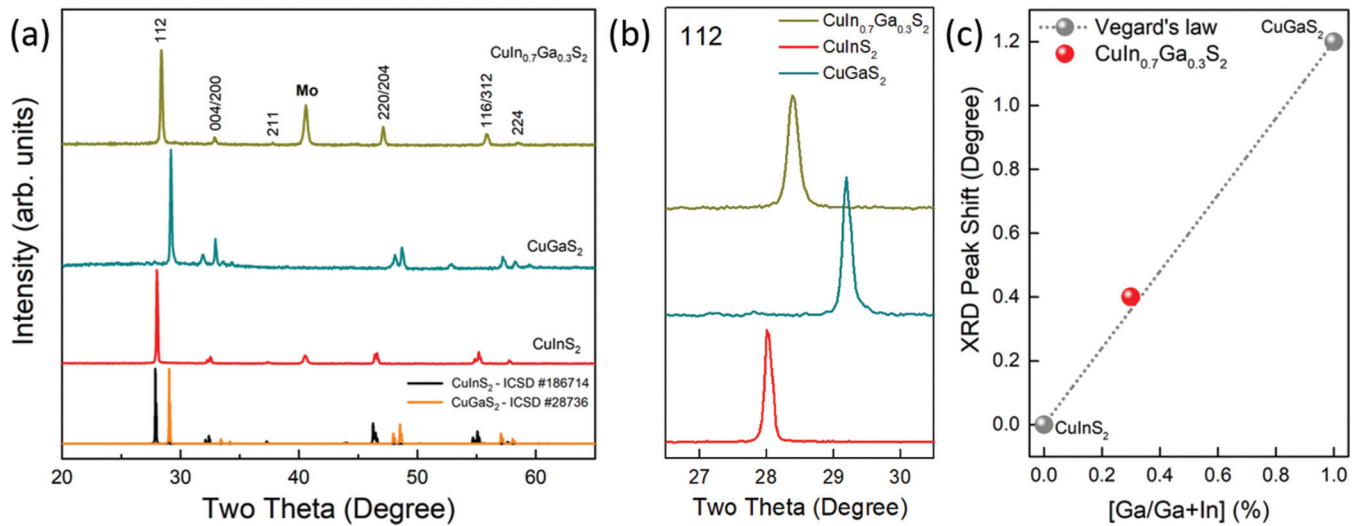 (a)
112
004/200
211
Mo
220/204
116/312
224
CuIn₀.₇Ga₀.₃S₂
CuGaS₂
CuInS₂
CuInS₂ - ICSD #186714
CuGaS₂ - ICSD #28736
Intensity (arb. units)
20 30 40 50 60
Two Theta (Degree)
(b)
112
CuIn₀.₇Ga₀.₃S₂
CuInS₂
CuGaS₂
27 28 29 30
Two Theta (Degree)
(c)
Vegard's law
CuIn₀.₇Ga₀.₃S₂
CuGaS₂
CuInS₂
XRD Peak Shift (Degree)
1.2
1.0
0.8
0.6
0.4
0.2
0.0
0.0 0.2 0.4 0.6 0.8 1.0
[Ga/Ga+In] (%)